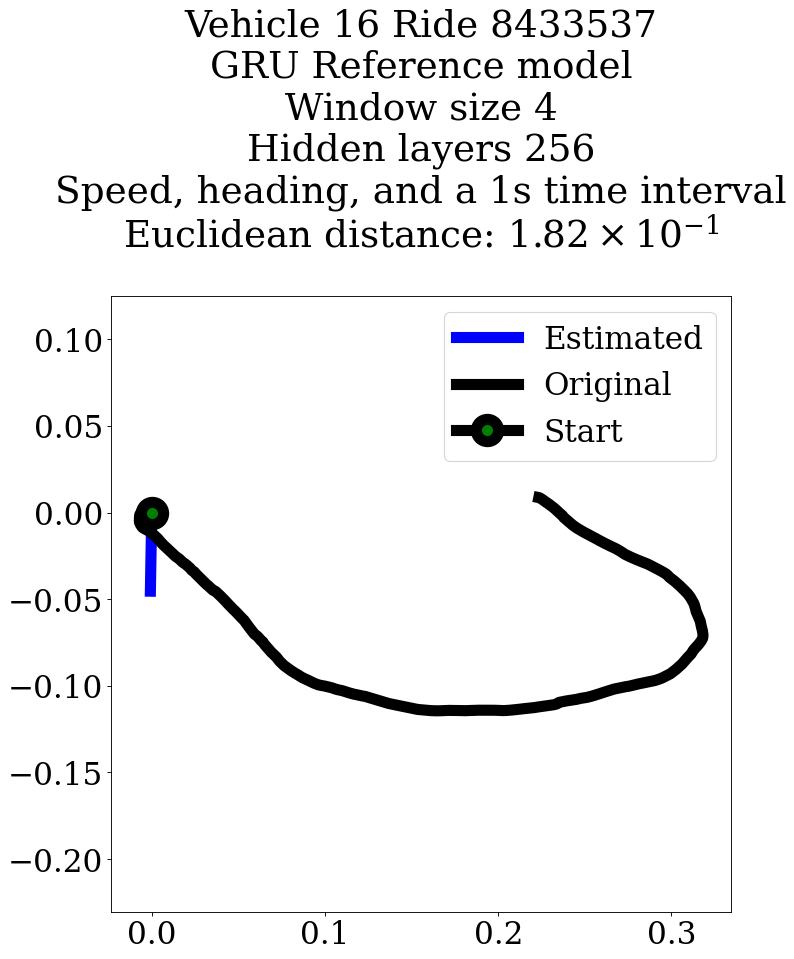 Vehicle 16 Ride 8433537
GRU Reference model
Window size 4
Hidden layers 256
Speed, heading, and a 1s time interval
Euclidean distance: 1.82 × 10⁻¹
Estimated
Original
Start
0.10
0.05
0.00
−0.05
−0.10
−0.15
−0.20
0.0 0.1 0.2 0.3